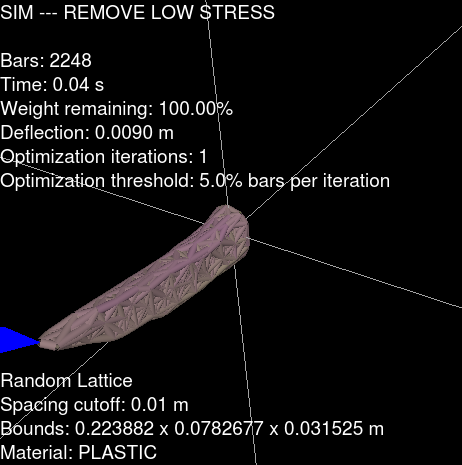 SIM --- REMOVE LOW STRESS
Bars: 2248
Time: 0.04 s
Weight remaining: 100.00%
Deflection: 0.0090 m
Optimization iterations: 1
Optimization threshold: 5.0% bars per iteration
Random Lattice
Spacing cutoff: 0.01 m
Bounds: 0.223882 x 0.0782677 x 0.031525 m
Material: PLASTIC